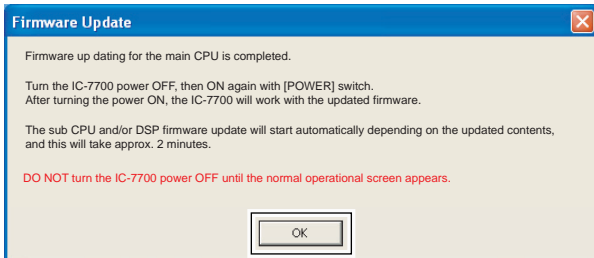 Firmware Update
Firmware up dating for the main CPU is completed.
Turn the IC-7700 power OFF, then ON again with [POWER] switch.
After turning the power ON, the IC-7700 will work with the updated firmware.
The sub CPU and/or DSP firmware update will start automatically depending on the updated contents,
and this will take approx. 2 minutes.
DO NOT turn the IC-7700 power OFF until the normal operational screen appears.
OK